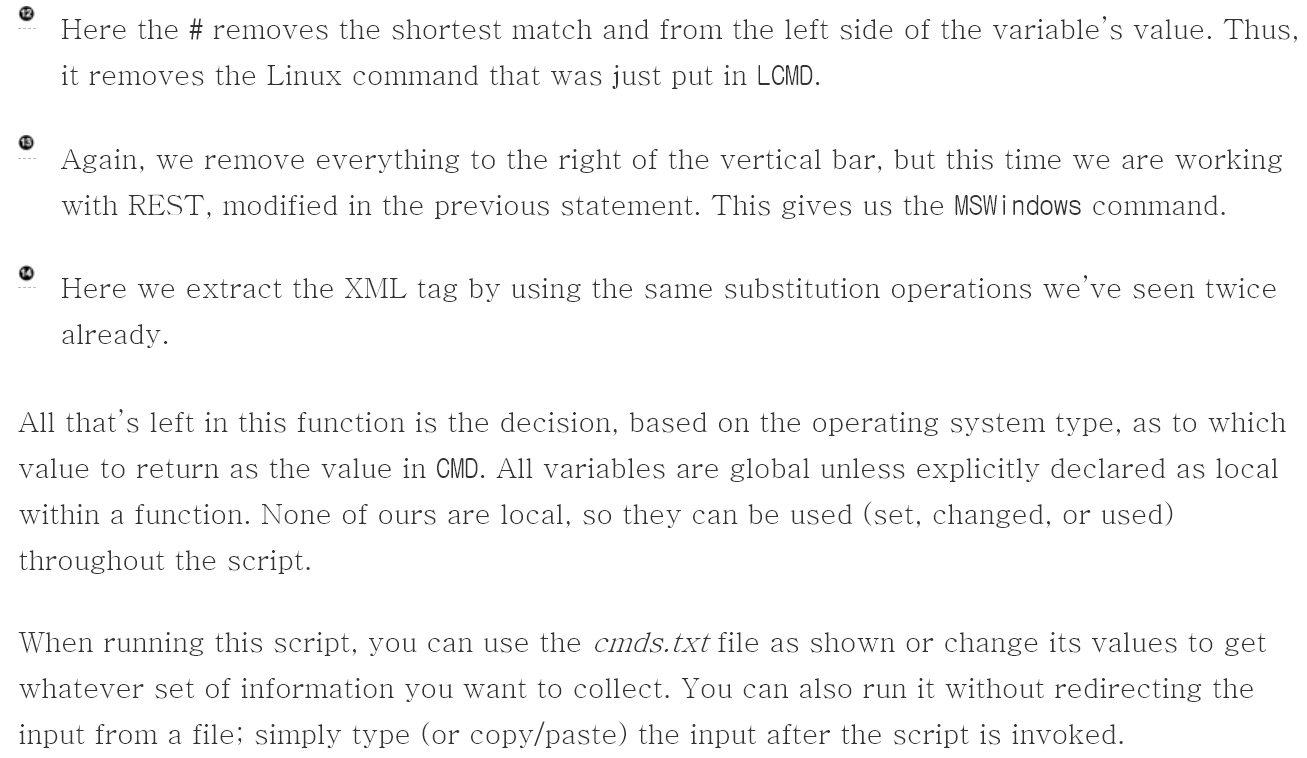 ⓬
Here the # removes the shortest match and from the left side of the variable’s value. Thus,
it removes the Linux command that was just put in LCMD.
⓭
Again, we remove everything to the right of the vertical bar, but this time we are working
with REST, modified in the previous statement. This gives us the MSWindows command.
⓮
Here we extract the XML tag by using the same substitution operations we’ve seen twice
already.
All that’s left in this function is the decision, based on the operating system type, as to which
value to return as the value in CMD. All variables are global unless explicitly declared as local
within a function. None of ours are local, so they can be used (set, changed, or used)
throughout the script.
When running this script, you can use the cmds.txt file as shown or change its values to get
whatever set of information you want to collect. You can also run it without redirecting the
input from a file; simply type (or copy/paste) the input after the script is invoked.